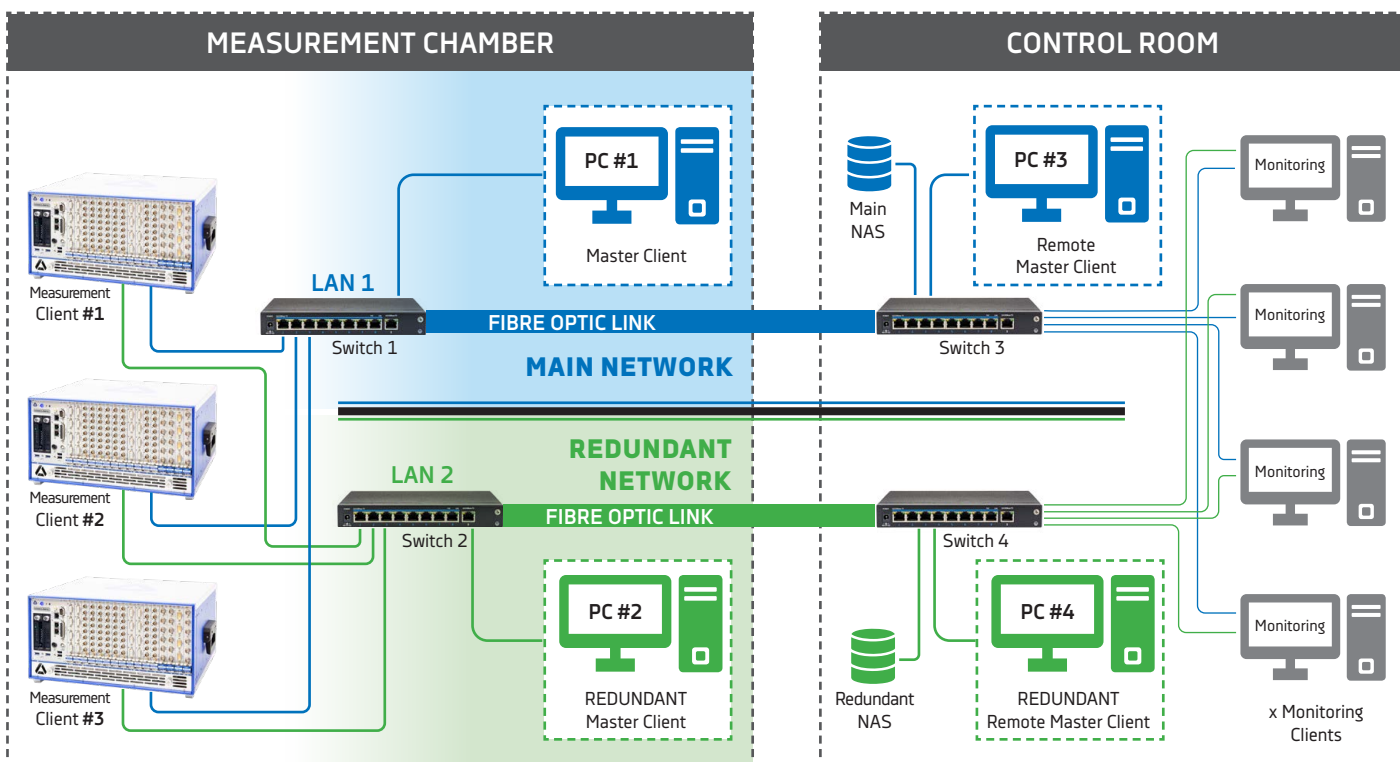 MEASUREMENT CHAMBER
CONTROL ROOM
PC #1
Master Client
Main
NAS
PC #3
Remote
Master Client
Monitoring
Measurement
Client #1
LAN 1
Switch 1
FIBRE OPTIC LINK
MAIN NETWORK
Switch 3
Monitoring
REDUNDANT
NETWORK
Measurement
Client #2
LAN 2
Switch 2
FIBRE OPTIC LINK
Switch 4
Monitoring
Measurement
Client #3
PC #2
REDUNDANT
Master Client
Redundant
NAS
PC #4
REDUNDANT
Remote Master Client
Monitoring
x Monitoring
Clients